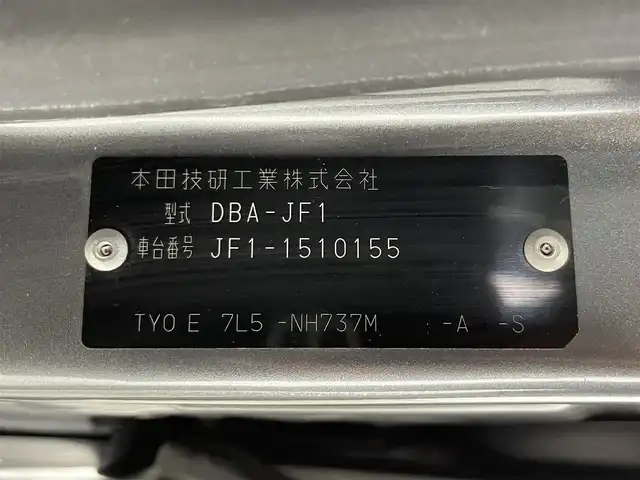 本田技研工業株式会社
型式 DBA-JF1
車台番号 JF1-1510155
TYO E 7L5 -NH737M -A -S